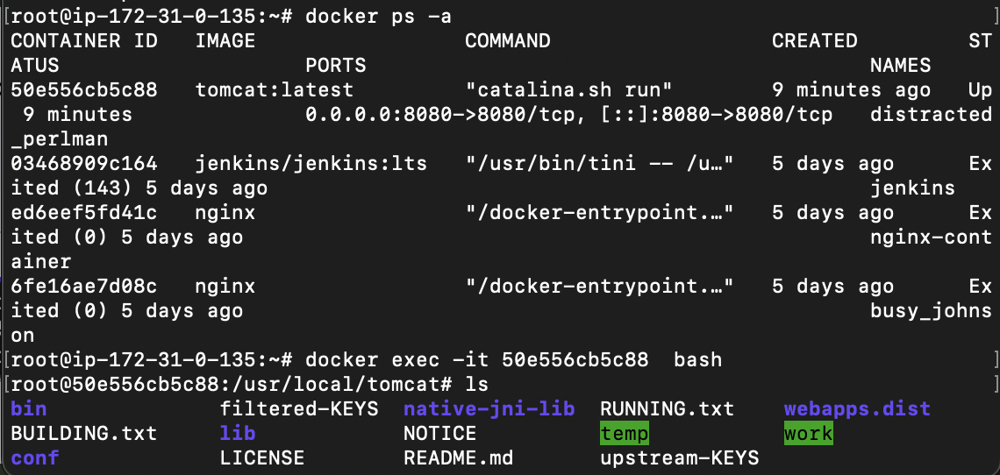 [root@ip-172-31-0-135:~# docker ps -a ]
CONTAINER ID   IMAGE                 COMMAND                  CREATED         ST
ATUS                    PORTS                                         NAMES
50e556cb5c88   tomcat:latest         "catalina.sh run"        9 minutes ago   Up
 9 minutes              0.0.0.0:8080->8080/tcp, [::]:8080->8080/tcp   distracted
_perlman
03468909c164   jenkins/jenkins:lts   "/usr/bin/tini -- /u…"   5 days ago      Ex
ited (143) 5 days ago                                                 jenkins
ed6eef5fd41c   nginx                 "/docker-entrypoint.…"   5 days ago      Ex
ited (0) 5 days ago                                                   nginx-cont
ainer
6fe16ae7d08c   nginx                 "/docker-entrypoint.…"   5 days ago      Ex
ited (0) 5 days ago                                                   busy_johns
on
[root@ip-172-31-0-135:~# docker exec -it 50e556cb5c88  bash ]
[root@50e556cb5c88:/usr/local/tomcat# ls ]
bin              filtered-KEYS  native-jni-lib  RUNNING.txt    webapps.dist
BUILDING.txt     lib            NOTICE          temp           work
conf             LICENSE        README.md       upstream-KEYS